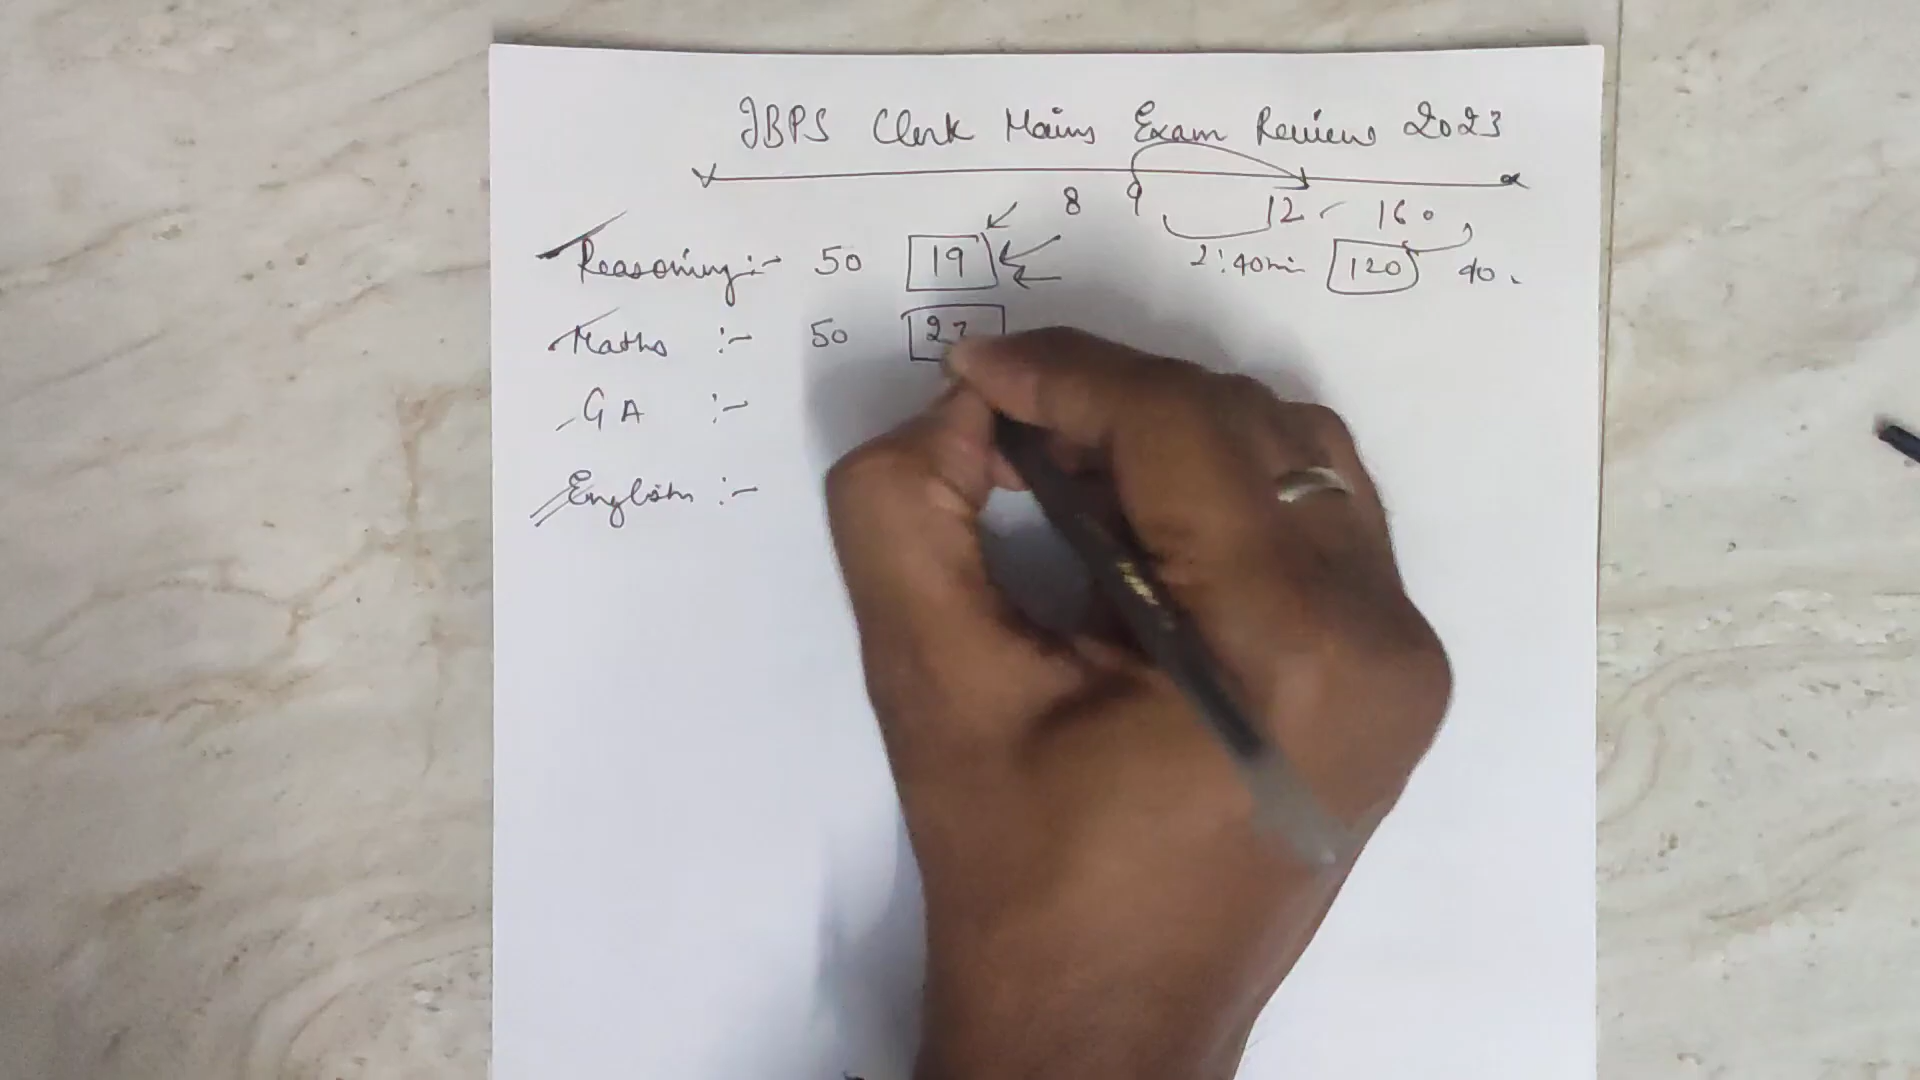 IBPS Clerk Mains Exam Review 2023
8 9 12 160
Reasoning :- 50 19 2:40min 120 40.
Maths :- 50
GA :-
English :-